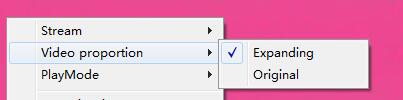 Stream
Video proportion
Expanding
PlayMode
Original